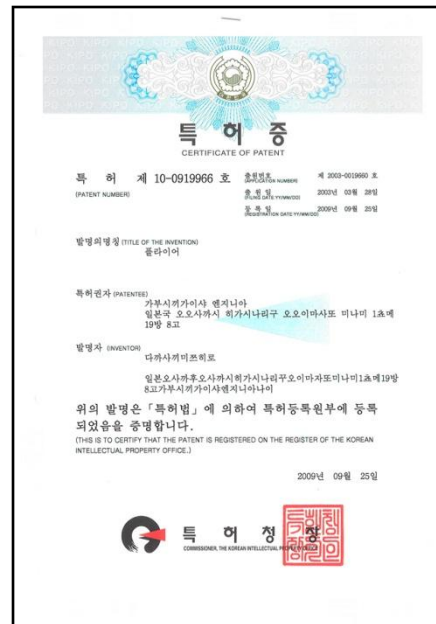 특 허 증
CERTIFICATE OF PATENT
특 허 제 10-0919966 호
(PATENT NUMBER)
출원번호 제 2003-0019660 호
(APPLICATION NUMBER)
출 원 일 2003년 03월 28일
(FILING DATE:YY/MM/DD)
등 록 일 2009년 09월 25일
(REGISTRATION DATE:YY/MM/DD)
발명의명칭 (TITLE OF THE INVENTION)
플라이어
특허권자 (PATENTEE)
가부시끼가이샤 엔지니아
일본국 오오사까시 히가시나리구 오오이마사또 미나미 1쵸메
19방 8고
발명자 (INVENTOR)
다까사끼미쯔히로
일본오사까후오사까시히가시나리꾸오이마자또미나미1쵸메19방
8고가부시끼가이샤엔지니아나이
위의 발명은 「특허법」에 의하여 특허등록원부에 등록
되었음을 증명합니다.
(THIS IS TO CERTIFY THAT THE PATENT IS REGISTERED ON THE REGISTER OF THE KOREAN
INTELLECTUAL PROPERTY OFFICE.)
2009년 09월 25일
특 허 청 장
COMMISSIONER, THE KOREAN INTELLECTUAL PROPERTY OFFICE